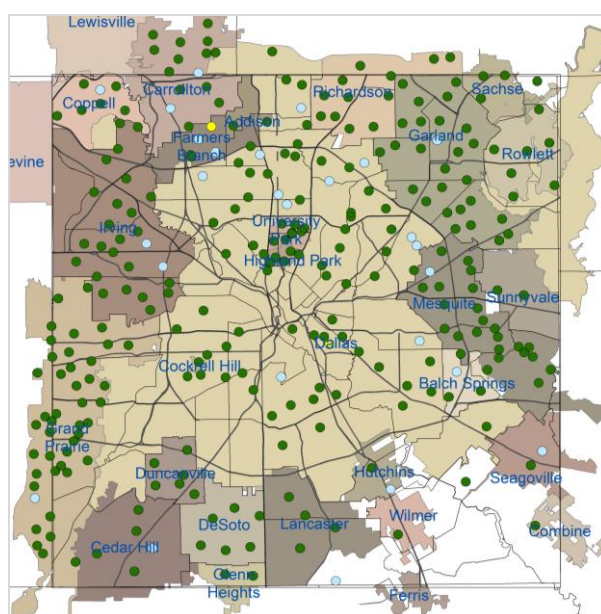 Lewisville
Sachse
Coppell
Carrollton
Richardson
Addison
Farmers
Branch
Garland
Rowlett
evine
Irving
University
Park
Highland Park
Mesquite
Sunnyvale
Dallas
Cockrell Hill
Balch Springs
Grand
Prairie
Duncanville
Hutchins
Seagoville
DeSoto
Lancaster
Wilmer
Combine
Cedar Hill
Glenn
Heights
Ferris